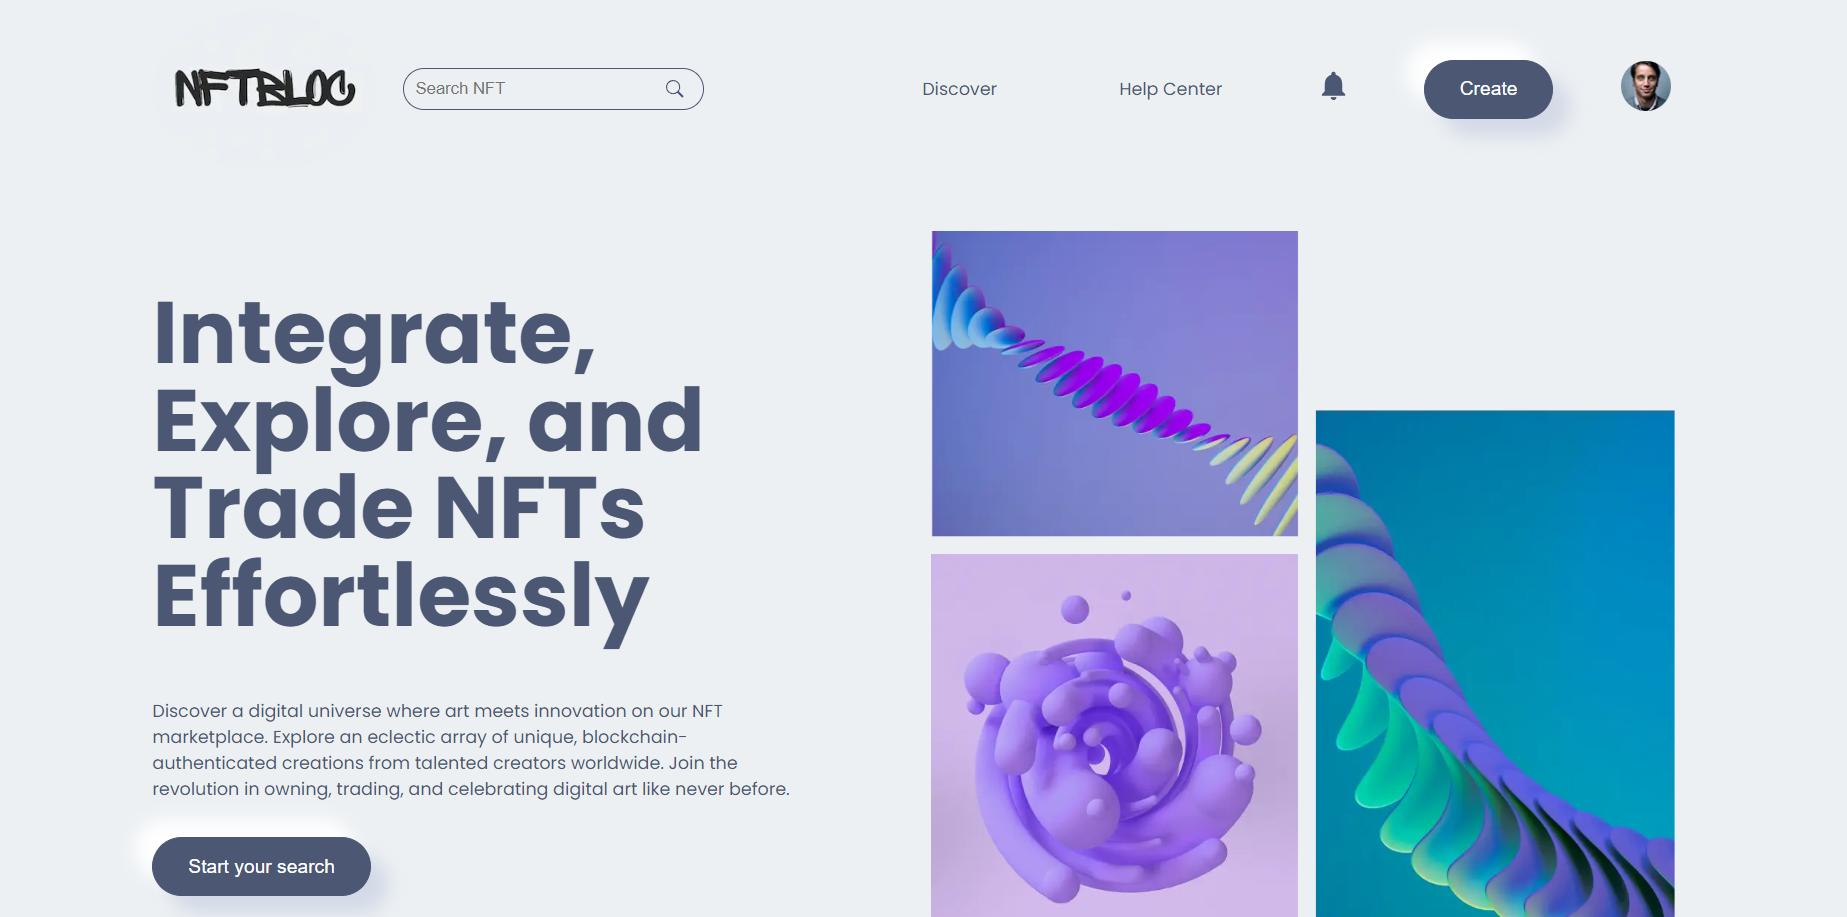 NFTBLOC
Search NFT
Discover
Help Center
Create
Integrate,
Explore, and
Trade NFTs
Effortlessly
Discover a digital universe where art meets innovation on our NFT
marketplace. Explore an eclectic array of unique, blockchain-
authenticated creations from talented creators worldwide. Join the
revolution in owning, trading, and celebrating digital art like never before.
Start your search